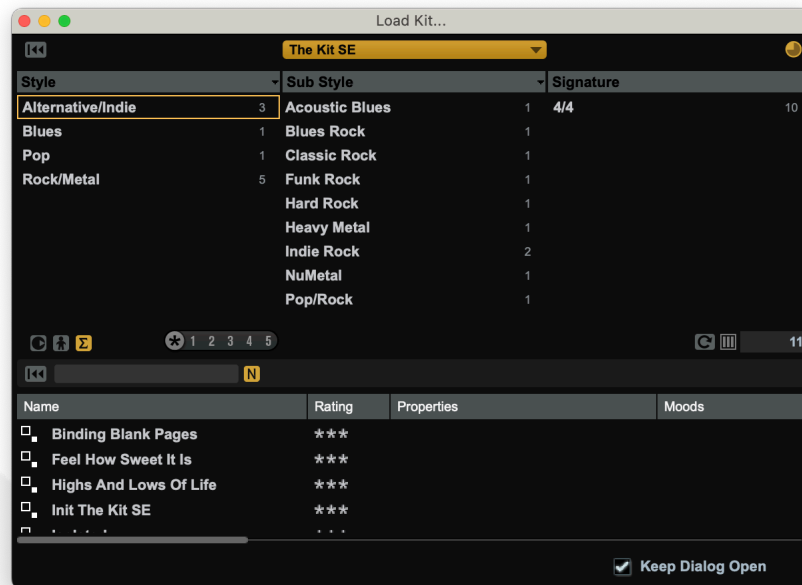 Load Kit...
The Kit SE
Style Sub Style Signature
Alternative/Indie 3 Acoustic Blues 1 4/4 10
Blues 1 Blues Rock 1
Pop 1 Classic Rock 1
Rock/Metal 5 Funk Rock 1
Hard Rock 1
Heavy Metal 1
Indie Rock 2
NuMetal 1
Pop/Rock 1
Σ * 1 2 3 4 5 11
N
Name Rating Properties Moods
Binding Blank Pages ***
Feel How Sweet It Is ***
Highs And Lows Of Life ***
Init The Kit SE ***
Keep Dialog Open